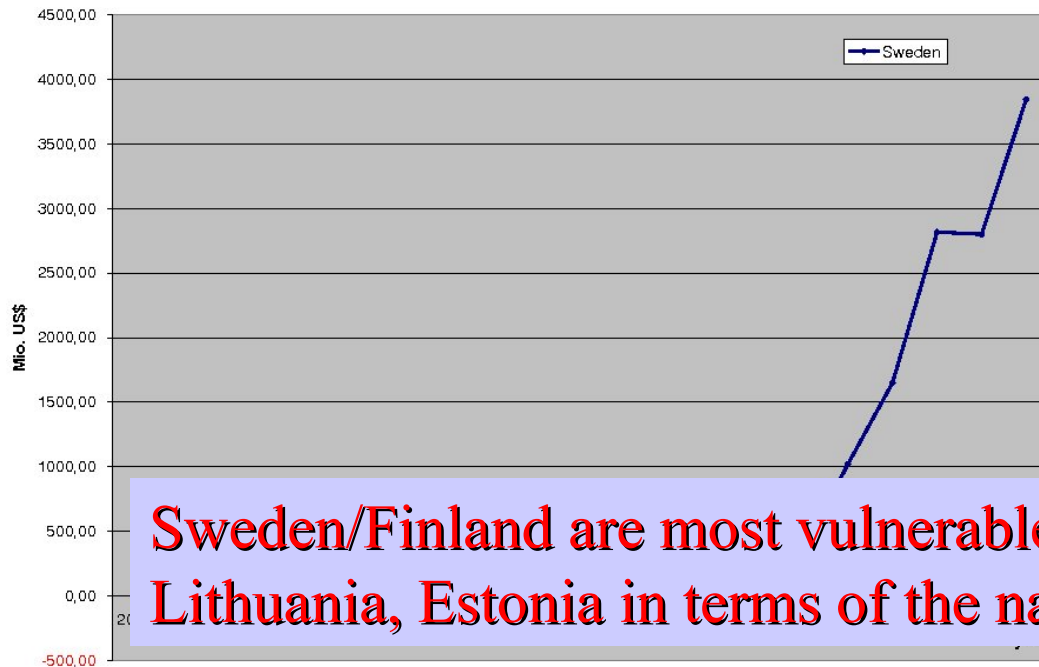 4500,00
Sweden
4000,00
3500,00
3000,00
2500,00
Mio. US$
2000,00
1500,00
1000,00
500,00
Sweden/Finland are most vulnerable
0,00
Lithuania, Estonia in terms of the na
-500,00